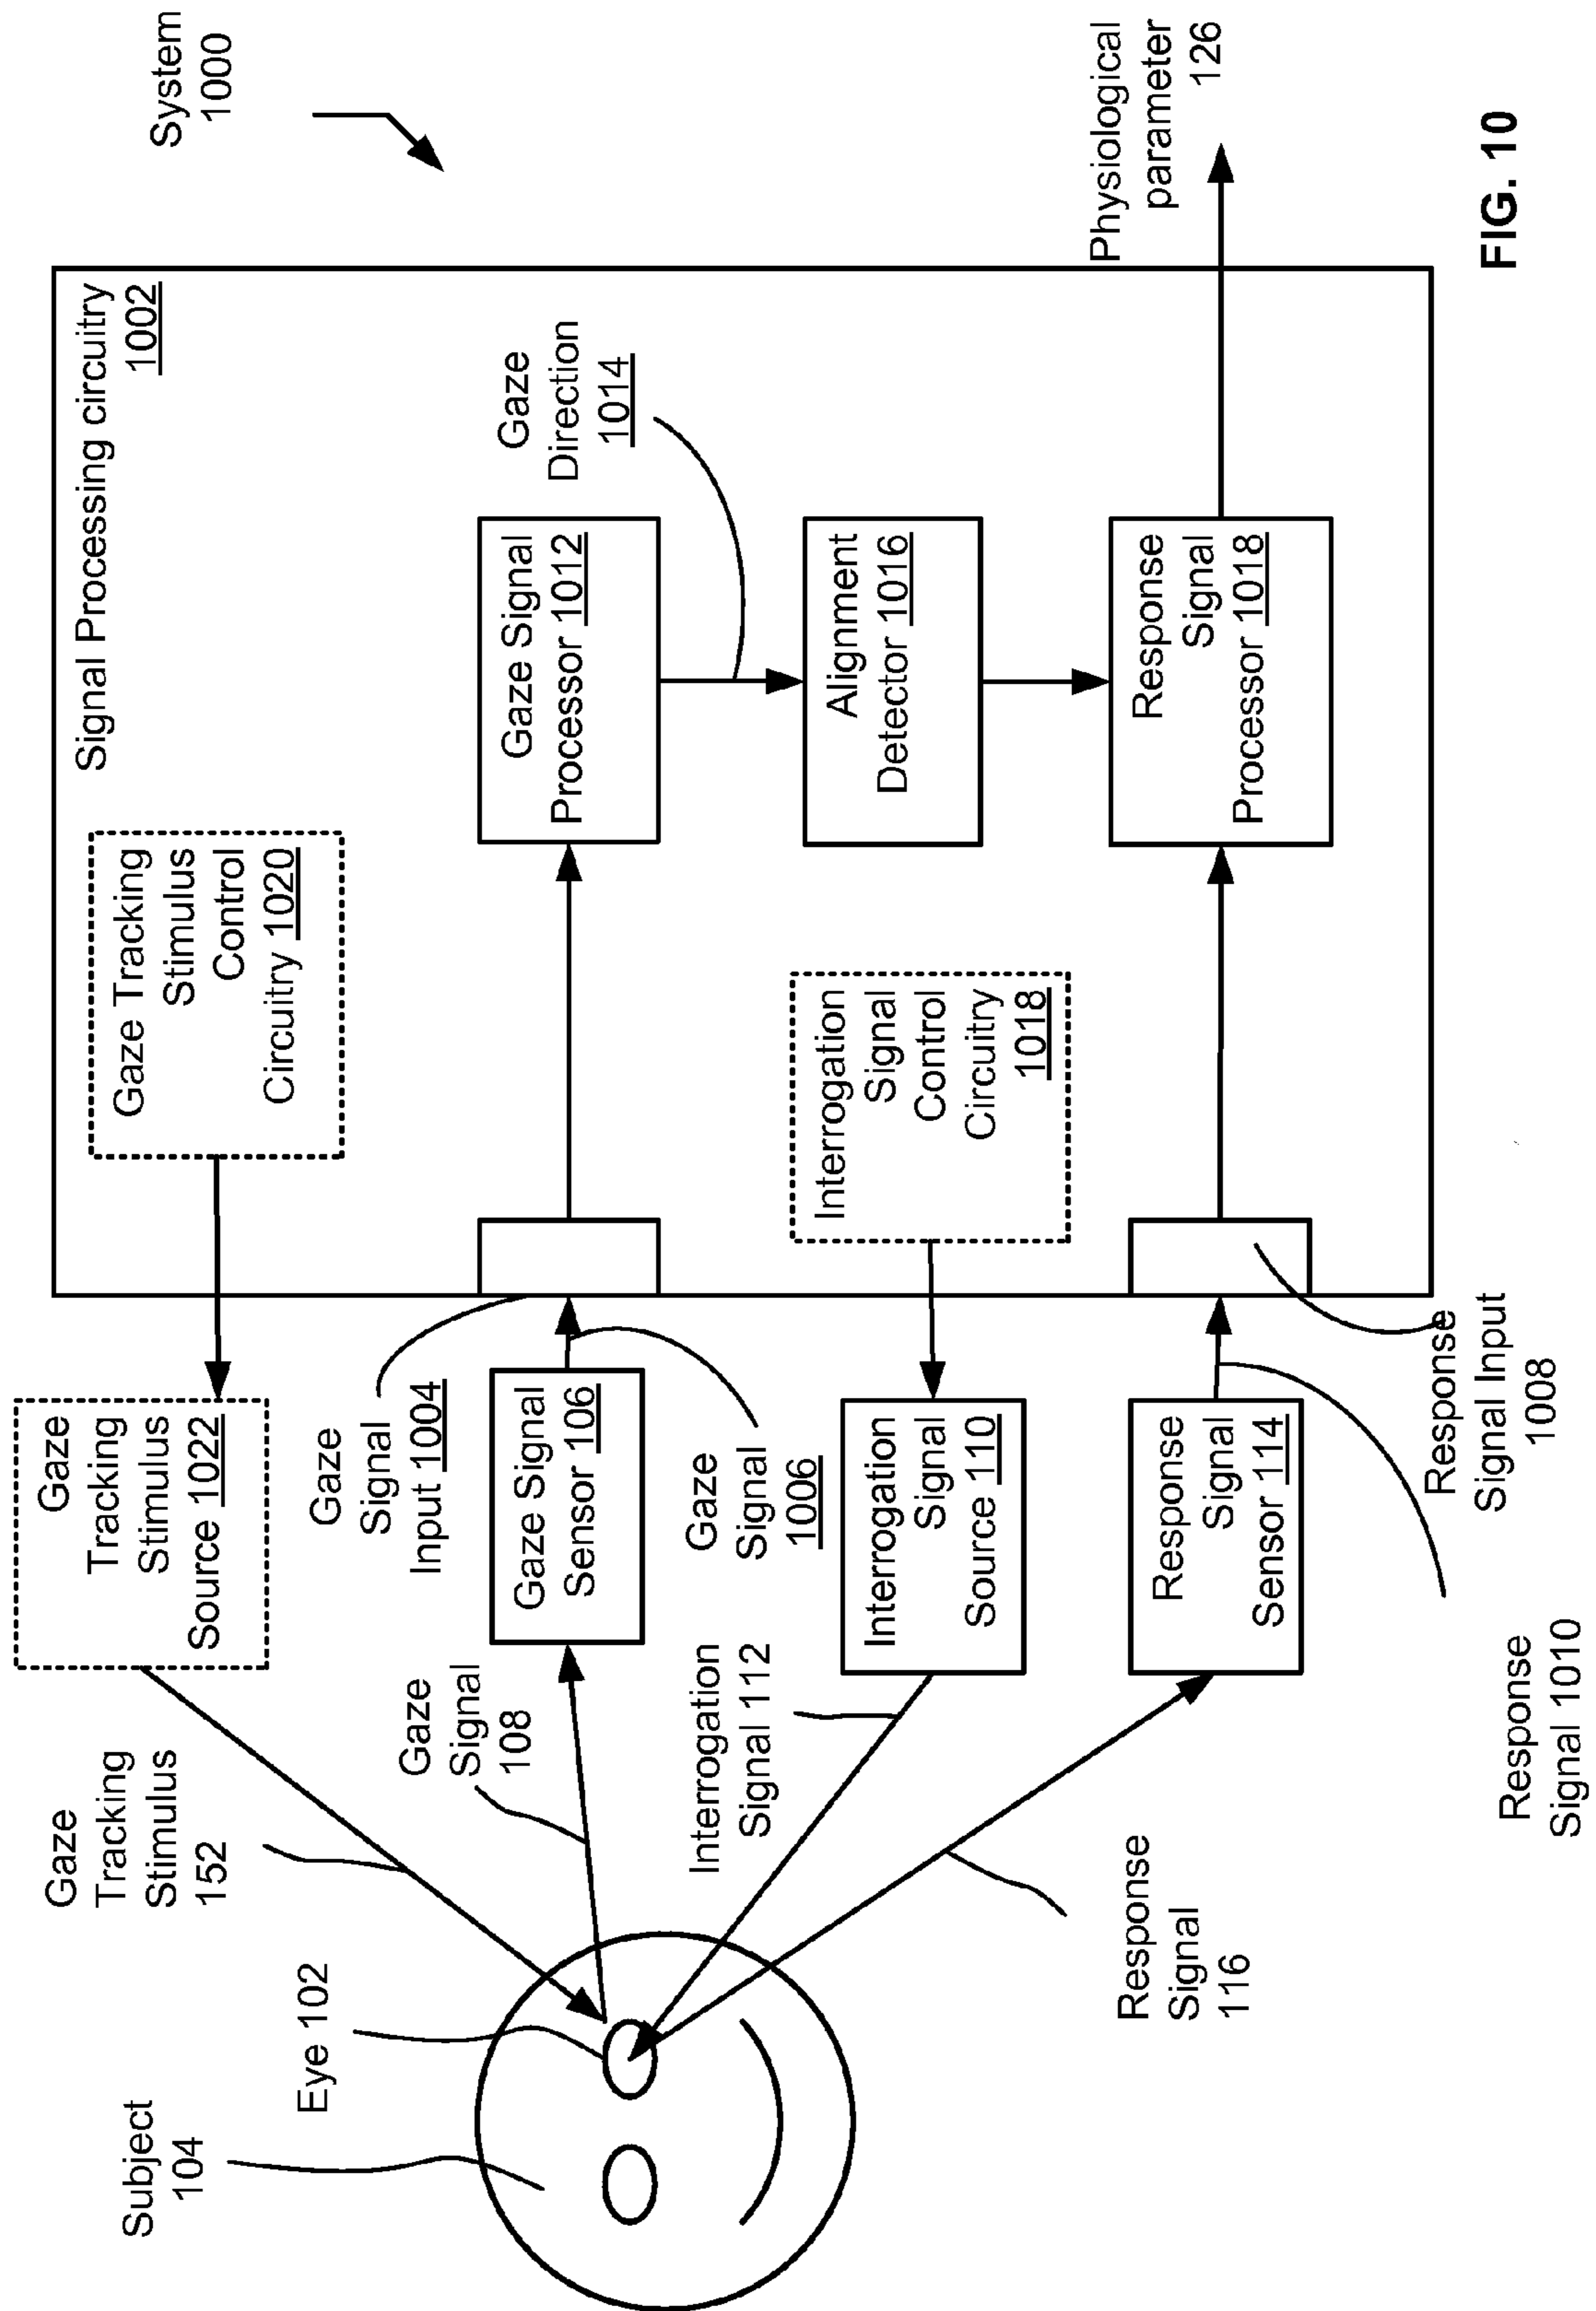 System
1000
Signal Processing circuitry
1002
Gaze Tracking
Stimulus
Control
Circuitry 1020
Gaze
Tracking
Stimulus
Source 1022
Gaze
Tracking
Stimulus
152
Subject
104
Eye 102
Gaze
Signal
Input 1004
Gaze
Signal
108
Gaze Signal
Sensor 106
Gaze
Signal
1006
Gaze Signal
Processor 1012
Gaze
Direction
1014
Alignment
Detector 1016
Interrogation
Signal
Control
Circuitry
1018
Interrogation
Signal
Source 110
Interrogation
Signal 112
Response
Signal
Processor 1018
Response
Signal
Sensor 114
Response
Signal
116
Response
Signal Input
1008
Response
Signal 1010
Physiological
parameter
126
FIG. 10